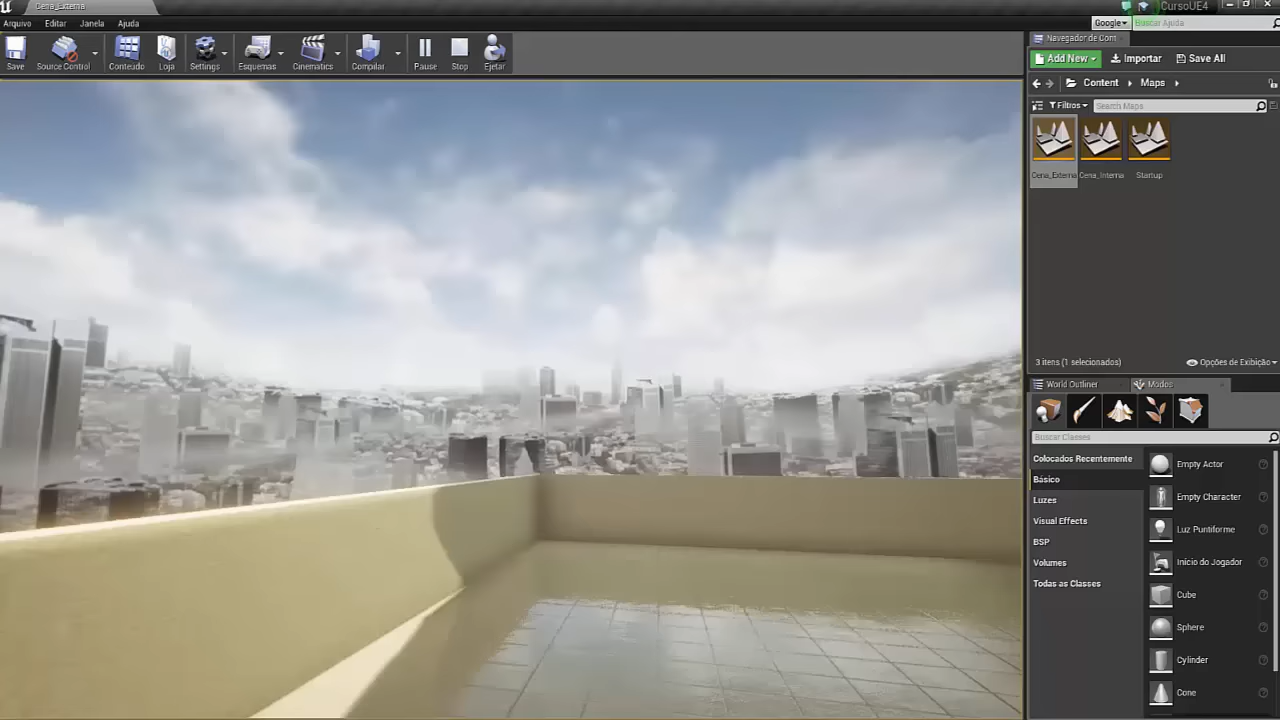 Cena_Externa
CursoUE4
Arquivo Editar Janela Ajuda
Google Buscar Ajuda
Save Source Control Conteúdo Loja Settings Esquemas Cinematics Compilar Pause Stop Ejetar
Navegador de Cont
Add New Importar Save All
Content Maps
Filtros Search Maps
Cena_Externa Cena_Interna Startup
3 itens (1 selecionados) Opções de Exibição
World Outliner Modos
Buscar Classes
Colocados Recentemente
Básico
Luzes
Visual Effects
BSP
Volumes
Todas as Classes
Empty Actor
Empty Character
Luz Puntiforme
Início do Jogador
Cube
Sphere
Cylinder
Cone